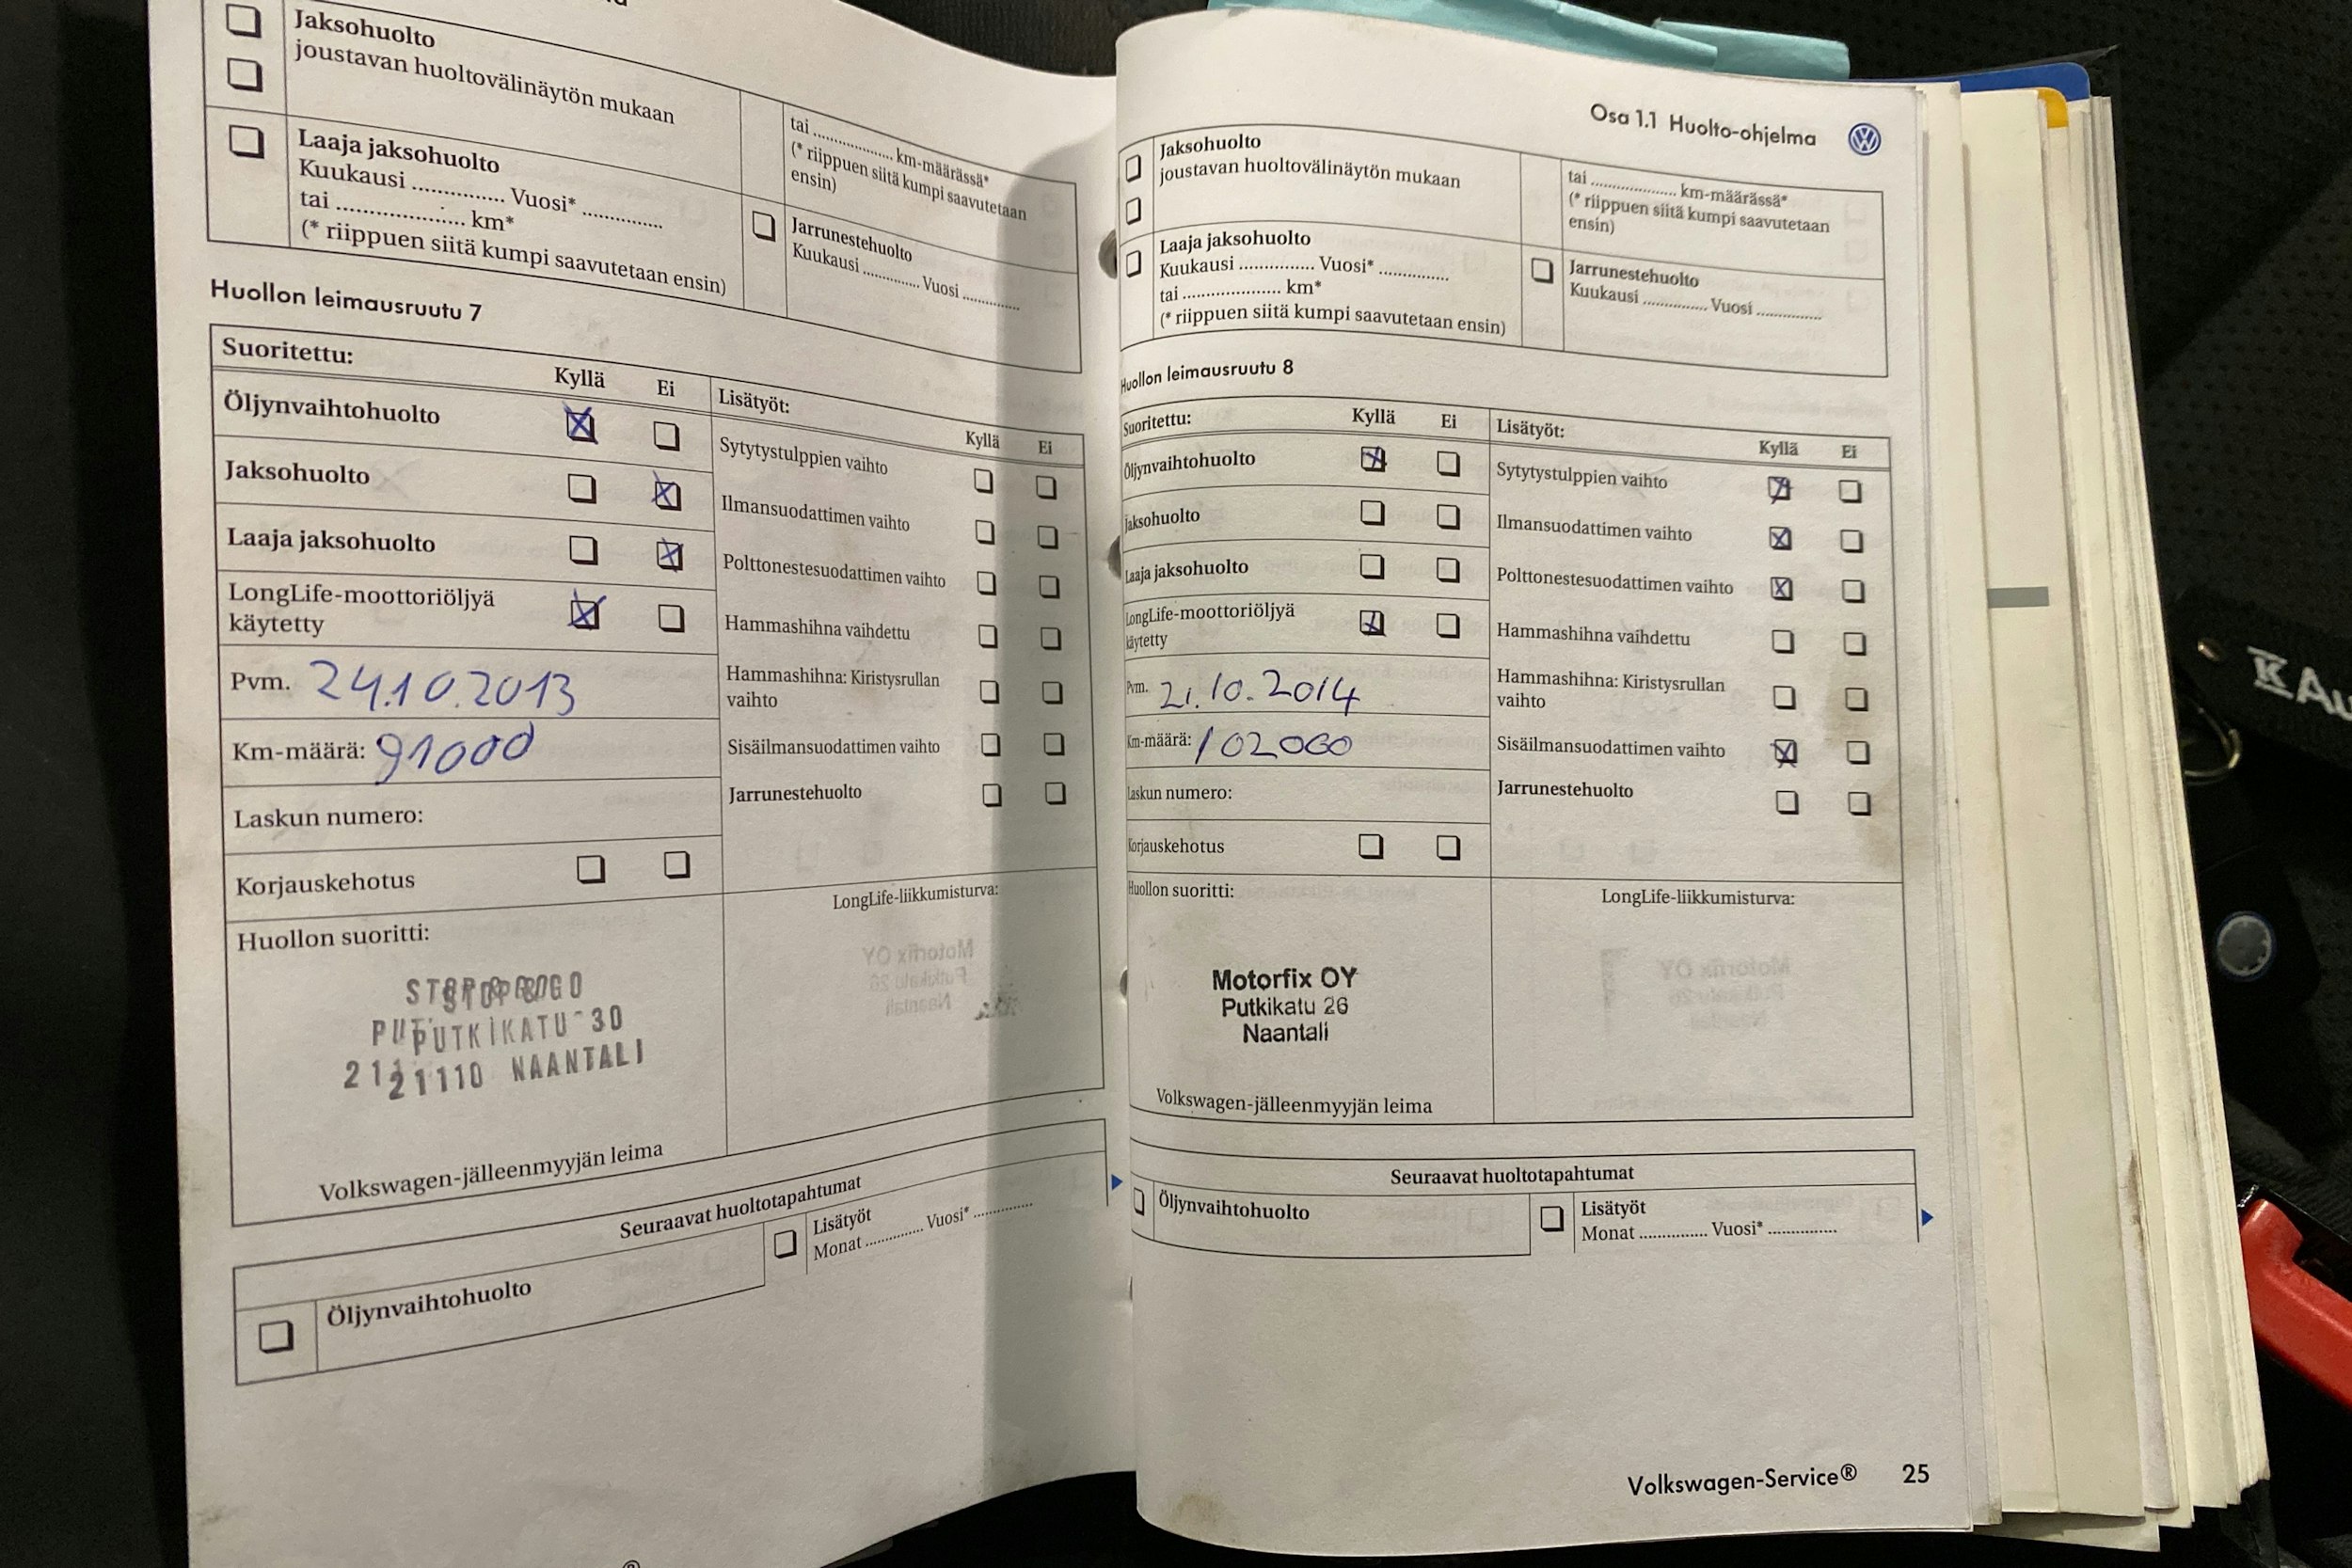 Jaksohuolto
joustavan huoltovälinäytön mukaan
tai .................. km-määrässä*
(* riippuen siitä kumpi saavutetaan
ensin)
Laaja jaksohuolto
Kuukausi .............. Vuosi* ..............
tai ...................... km*
(* riippuen siitä kumpi saavutetaan ensin)
Jarrunestehuolto
Kuukausi .............. Vuosi ..............
Huollon leimausruutu 7
Suoritettu:
Kyllä Ei
Öljynvaihtohuolto
Jaksohuolto
Laaja jaksohuolto
LongLife-moottoriöljyä
käytetty
Pvm. 24.10.2013
Km-määrä: 91000
Laskun numero:
Korjauskehotus
Lisätyöt:
Kyllä Ei
Sytytystulppien vaihto
Ilmansuodattimen vaihto
Polttonestesuodattimen vaihto
Hammashihna vaihdettu
Hammashihna: Kiristysrullan
vaihto
Sisäilmansuodattimen vaihto
Jarrunestehuolto
Huollon suoritti:
PUTKIKATU 30
21110 NAANTALI
Volkswagen-jälleenmyyjän leima
LongLife-liikkumisturva:
Seuraavat huoltotapahtumat
Öljynvaihtohuolto
Lisätyöt
Monat .............. Vuosi* ..............
Osa 1.1 Huolto-ohjelma
Jaksohuolto
joustavan huoltovälinäytön mukaan
tai .................... km-määrässä*
(* riippuen siitä kumpi saavutetaan
ensin)
Laaja jaksohuolto
Kuukausi ............... Vuosi* ..............
tai .................... km*
(* riippuen siitä kumpi saavutetaan ensin)
Jarrunestehuolto
Kuukausi .............. Vuosi ..............
Huollon leimausruutu 8
Suoritettu:
Kyllä Ei
Öljynvaihtohuolto
Jaksohuolto
Laaja jaksohuolto
LongLife-moottoriöljyä
käytetty
Pvm. 21.10.2014
Km-määrä: 102000
Laskun numero:
Korjauskehotus
Lisätyöt:
Kyllä Ei
Sytytystulppien vaihto
Ilmansuodattimen vaihto
Polttonestesuodattimen vaihto
Hammashihna vaihdettu
Hammashihna: Kiristysrullan
vaihto
Sisäilmansuodattimen vaihto
Jarrunestehuolto
Huollon suoritti:
Motorfix OY
Putkikatu 26
Naantali
Volkswagen-jälleenmyyjän leima
LongLife-liikkumisturva:
Seuraavat huoltotapahtumat
Öljynvaihtohuolto
Lisätyöt
Monat ............... Vuosi* ...............
Volkswagen-Service® 25